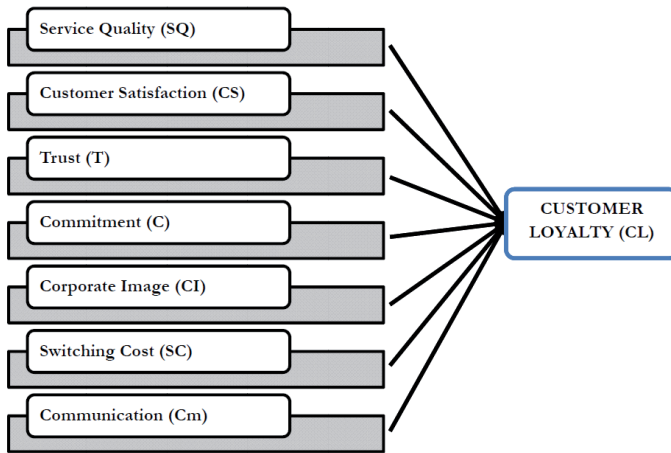 Service Quality (SQ)
Customer Satisfaction (CS)
Trust (T)
Commitment (C)
Corporate Image (CI)
Switching Cost (SC)
Communication (Cm)
CUSTOMER
LOYALTY (CL)